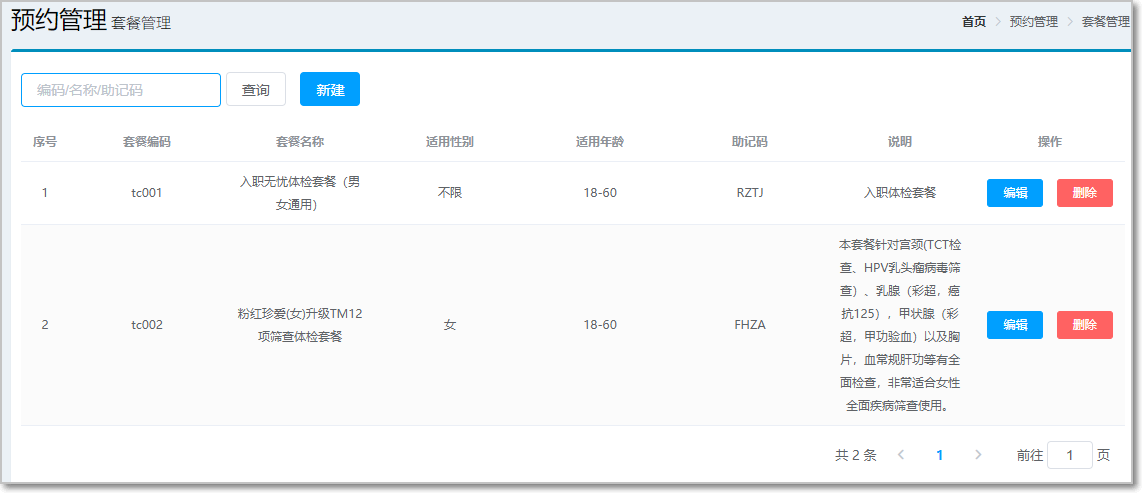 预约管理 套餐管理
首页 > 预约管理 > 套餐管理
编码/名称/助记码 查询 新建
序号 套餐编码 套餐名称 适用性别 适用年龄 助记码 说明 操作
1 tc001 入职无忧体检套餐（男
女通用） 不限 18-60 RZTJ 入职体检套餐 编辑 删除
2 tc002 粉红珍爱(女)升级TM12
项筛查体检套餐 女 18-60 FHZA
本套餐针对宫颈(TCT检
查、HPV乳头瘤病毒筛
查）、乳腺（彩超，癌
抗125），甲状腺（彩
超，甲功验血）以及胸
片，血常规肝功等有全
面检查，非常适合女性
全面疾病筛查使用。
编辑 删除
共 2 条 < 1 > 前往 1 页